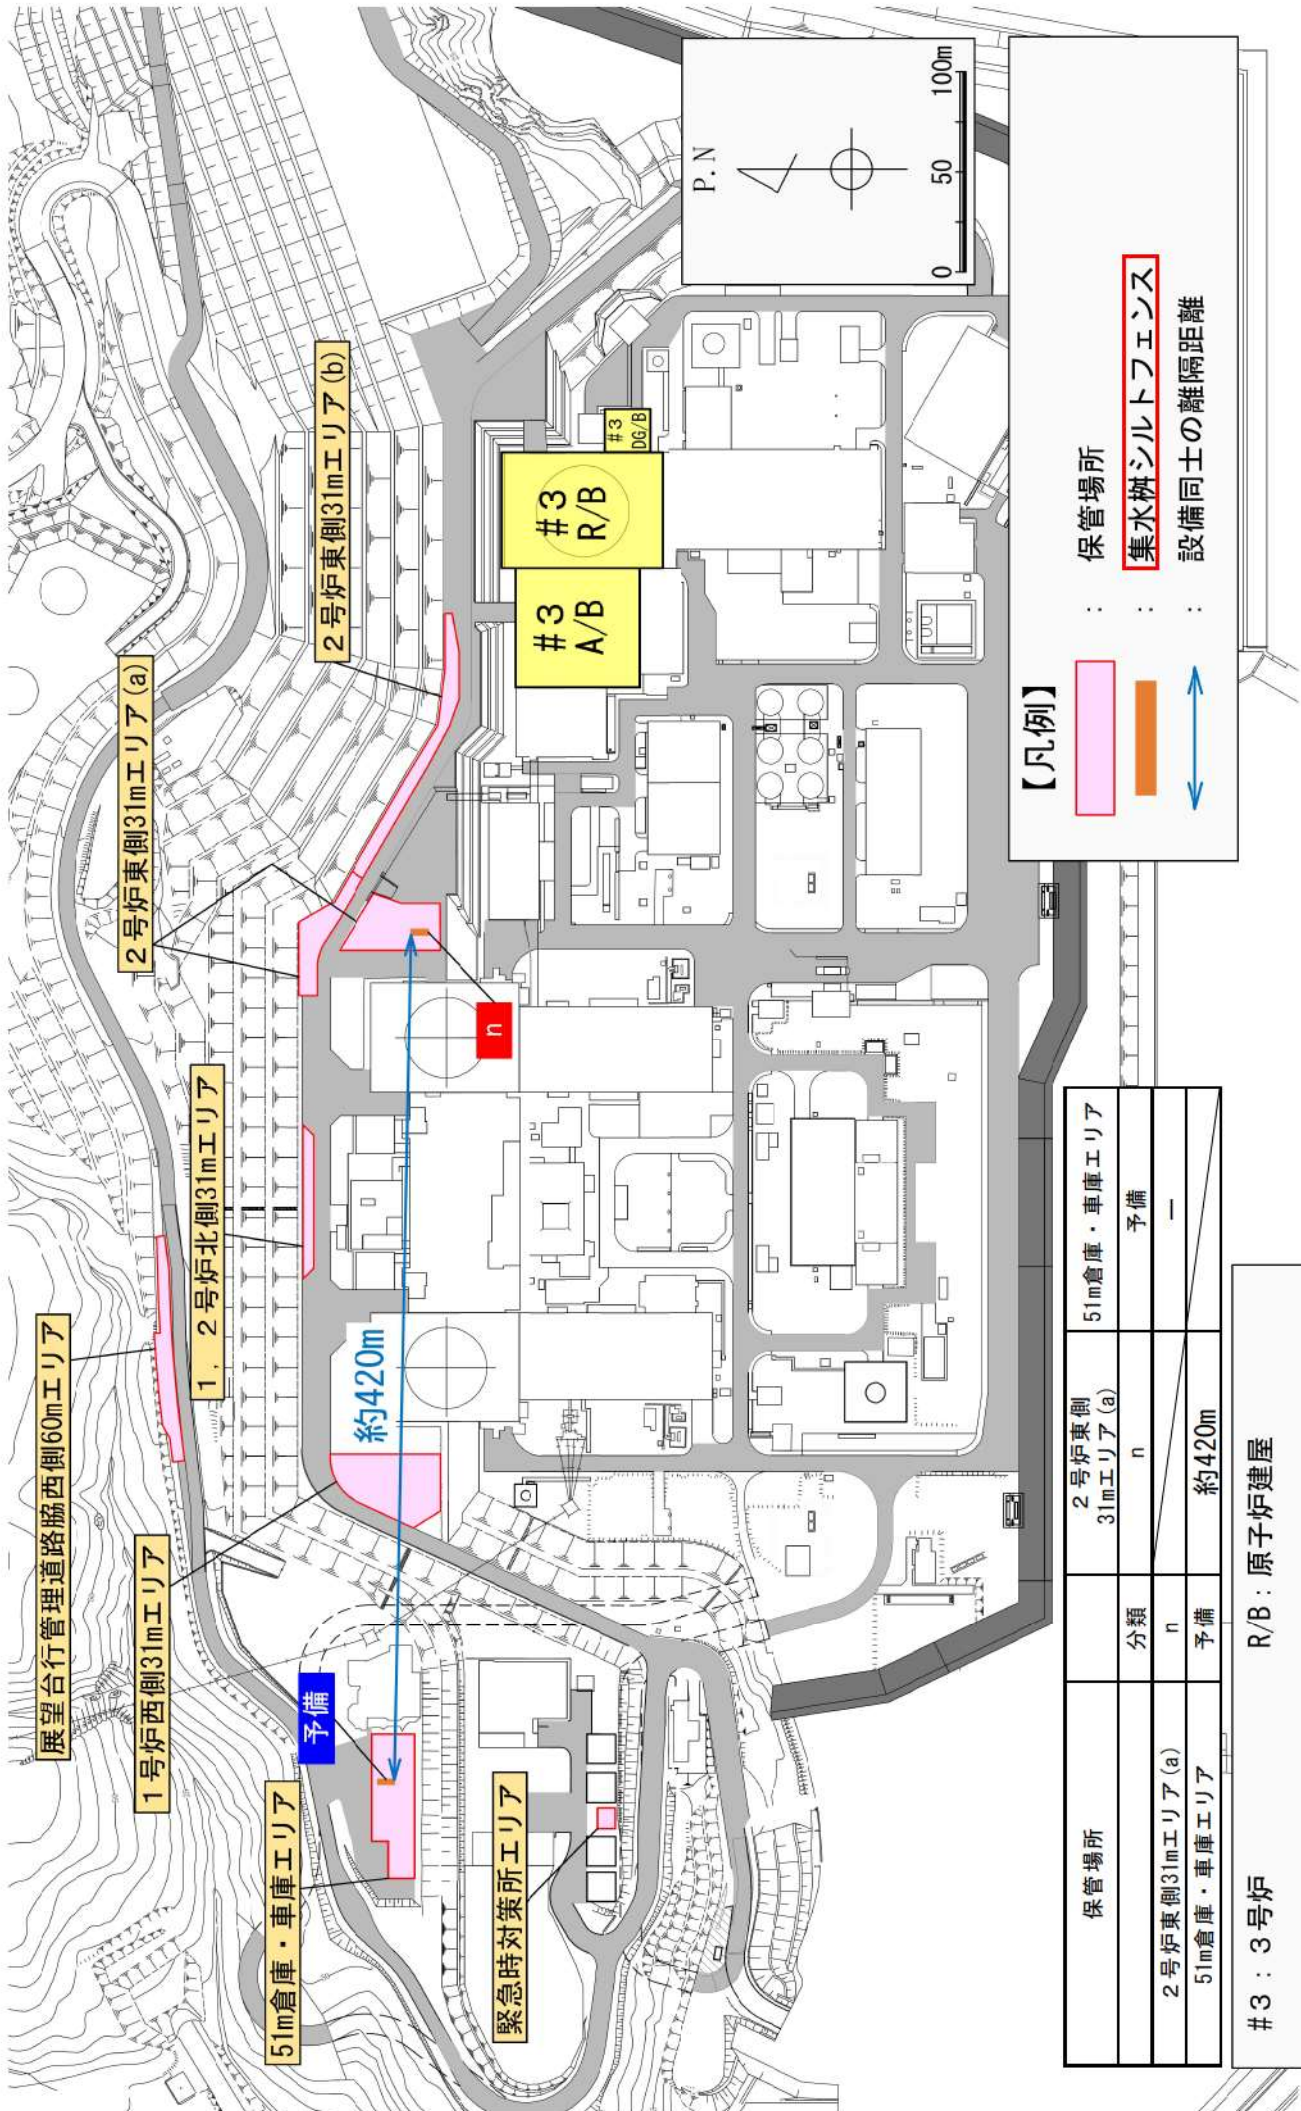 展望台行管理道路脇西側60mエリア
1号炉西側31mエリア
1，2号炉北側31mエリア
2号炉東側31mエリア(a)
2号炉東側31mエリア(b)
51m倉庫・車庫エリア
緊急時対策所エリア
予備
約420m
n
#3
A/B
#3
R/B
#3
DG/B
P.N
0 50 100m
【凡例】
： 保管場所
： 集水桝シルトフェンス
： 設備同士の離隔距離
保管場所 2号炉東側31mエリア(a) 51m倉庫・車庫エリア
分類 n 予備
2号炉東側31mエリア(a) n －
51m倉庫・車庫エリア 予備 約420m
#3：3号炉 R/B：原子炉建屋